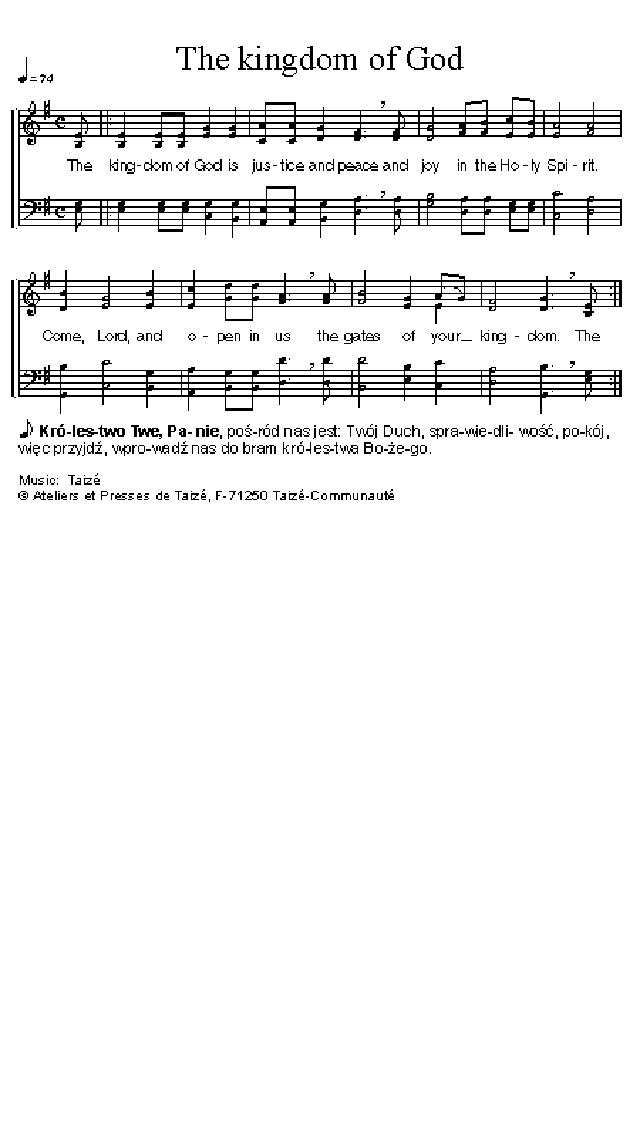 The kingdom of God
♩ = 74
The king-dom of God is jus-tice and peace and joy in the Ho-ly Spi-rit.
Come, Lord, and o-pen in us the gates of your king-dom. The
Kró-les-two Twe, Pa-nie, poś-ród nas jest: Twój Duch, spra-wie-dli- wość, po-kój,
więc przyjdź, wpro-wadź nas do bram kró-les-twa Bo-że-go.
Music: Taizé
© Ateliers et Presses de Taizé, F-71250 Taizé-Communauté